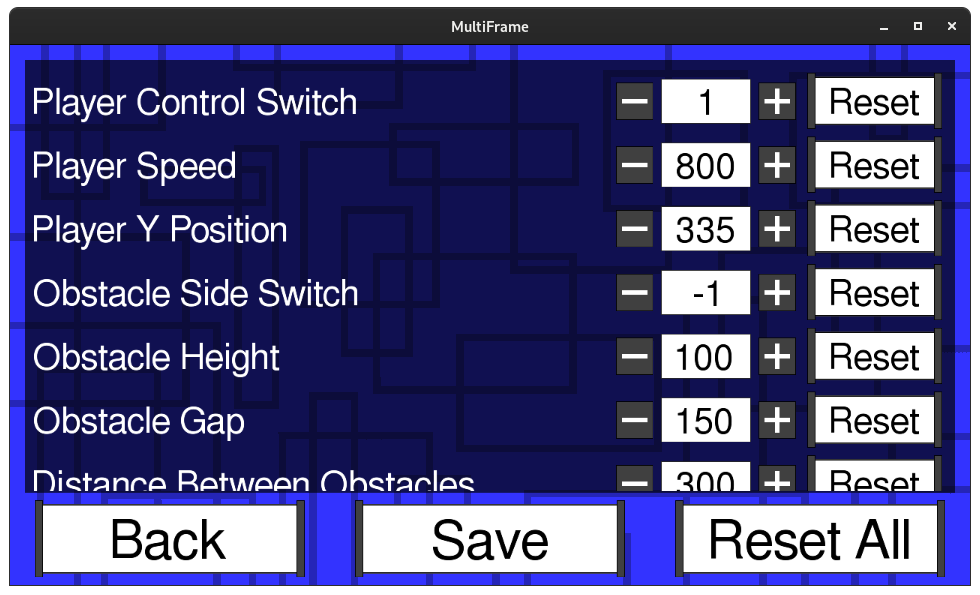 MultiFrame
Player Control Switch − 1 + Reset
Player Speed − 800 + Reset
Player Y Position − 335 + Reset
Obstacle Side Switch − -1 + Reset
Obstacle Height − 100 + Reset
Obstacle Gap − 150 + Reset
Distance Between Obstacles − 300 + Reset
Back Save Reset All